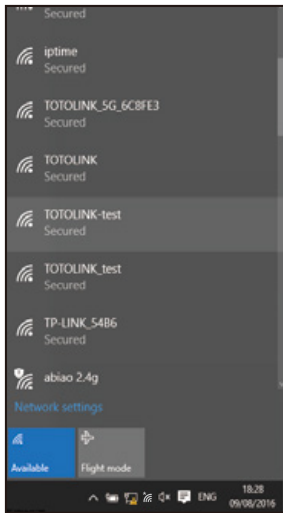 Secured
iptime
Secured
TOTOLINK_5G_6C8FE3
Secured
TOTOLINK
Secured
TOTOLINK-test
Secured
TOTOLINK_test
Secured
TP-LINK_54B6
Secured
abiao 2.4g
Network settings
Available
Flight mode
ENG
18:28
09/08/2016